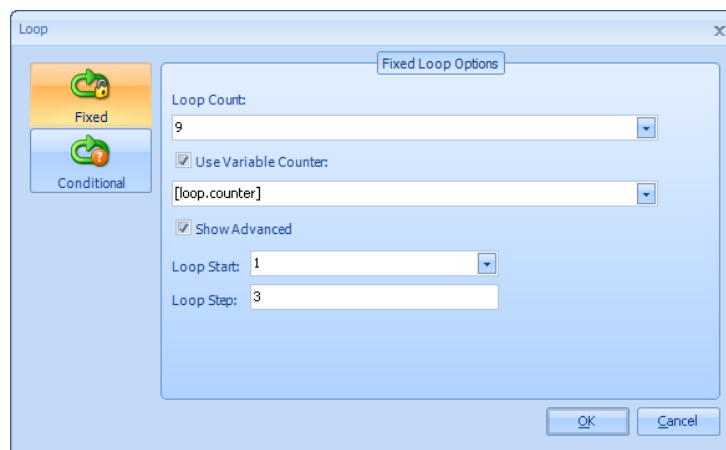 Loop
Fixed
Conditional
Fixed Loop Options
Loop Count:
9
Use Variable Counter:
[loop.counter]
Show Advanced
Loop Start: 1
Loop Step: 3
OK Cancel